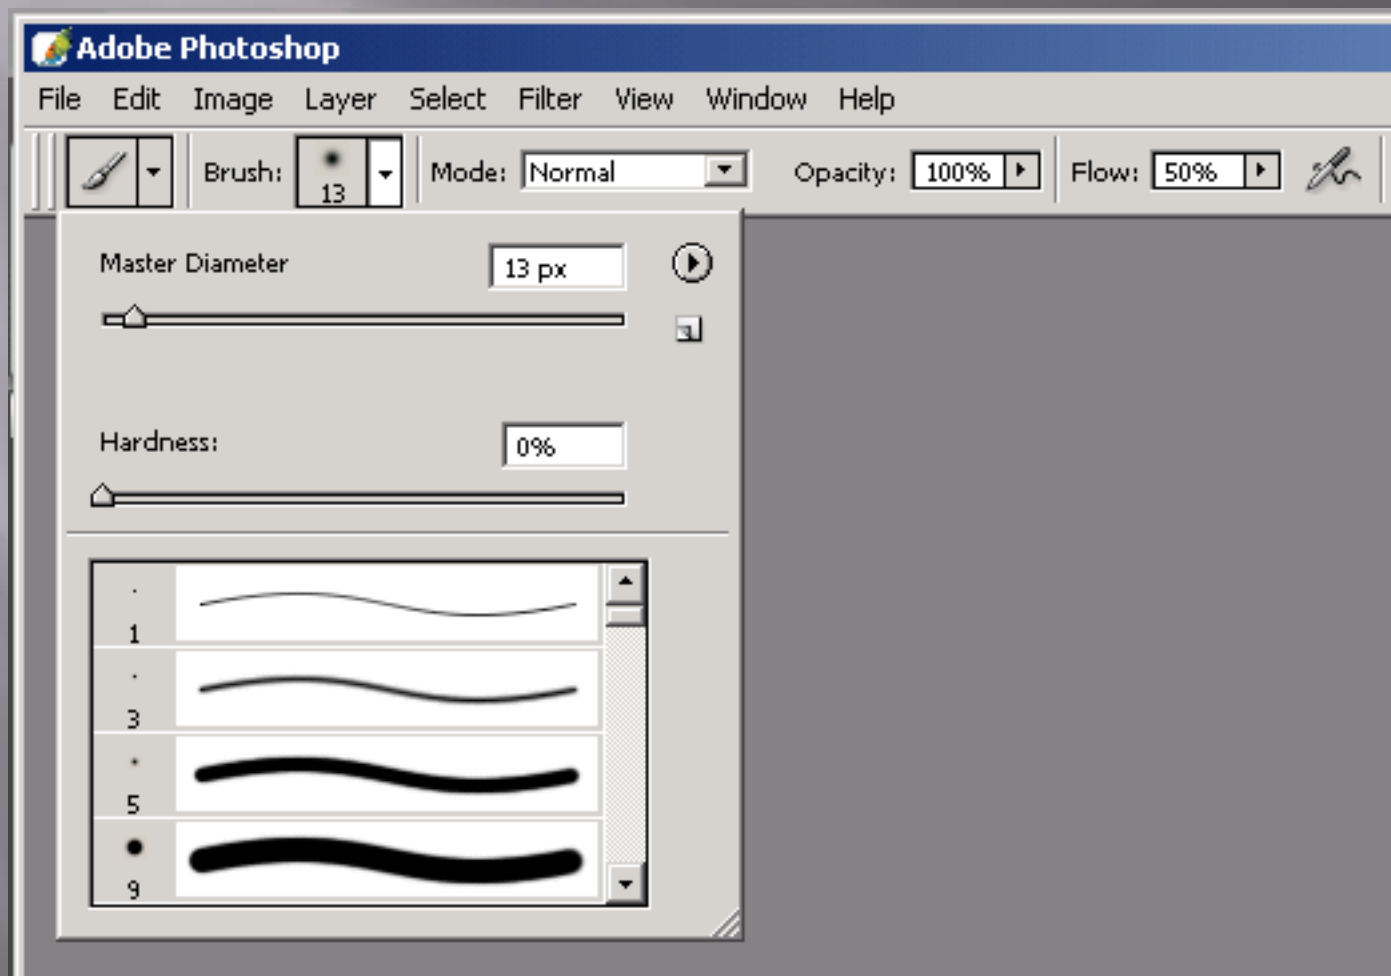 Adobe Photoshop
File Edit Image Layer Select Filter View Window Help
Brush: 13 Mode: Normal Opacity: 100% Flow: 50%
Master Diameter 13 px
Hardness: 0%
1
3
5
9